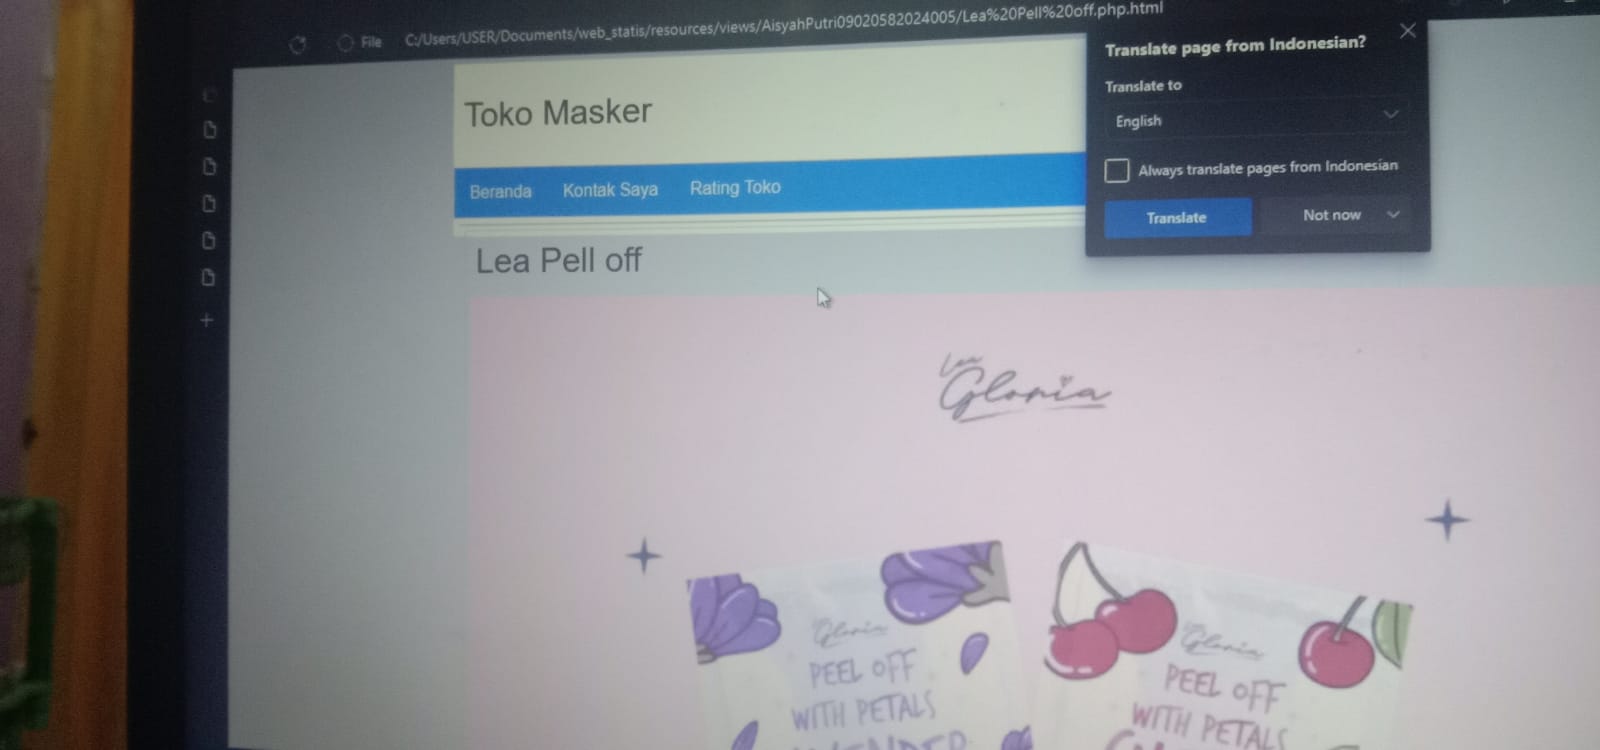 File C:/Users/USER/Documents/web_statis/resources/views/AisyahPutri09020582024005/Lea%20Pell%20off.php.html
Translate page from Indonesian?
Translate to
English
Always translate pages from Indonesian
Translate Not now
Toko Masker
Beranda Kontak Saya Rating Toko
Lea Pell off
Lea
Gloria
Gloria
PEEL OFF
WITH PETALS
Gloria
PEEL OFF
WITH PETALS